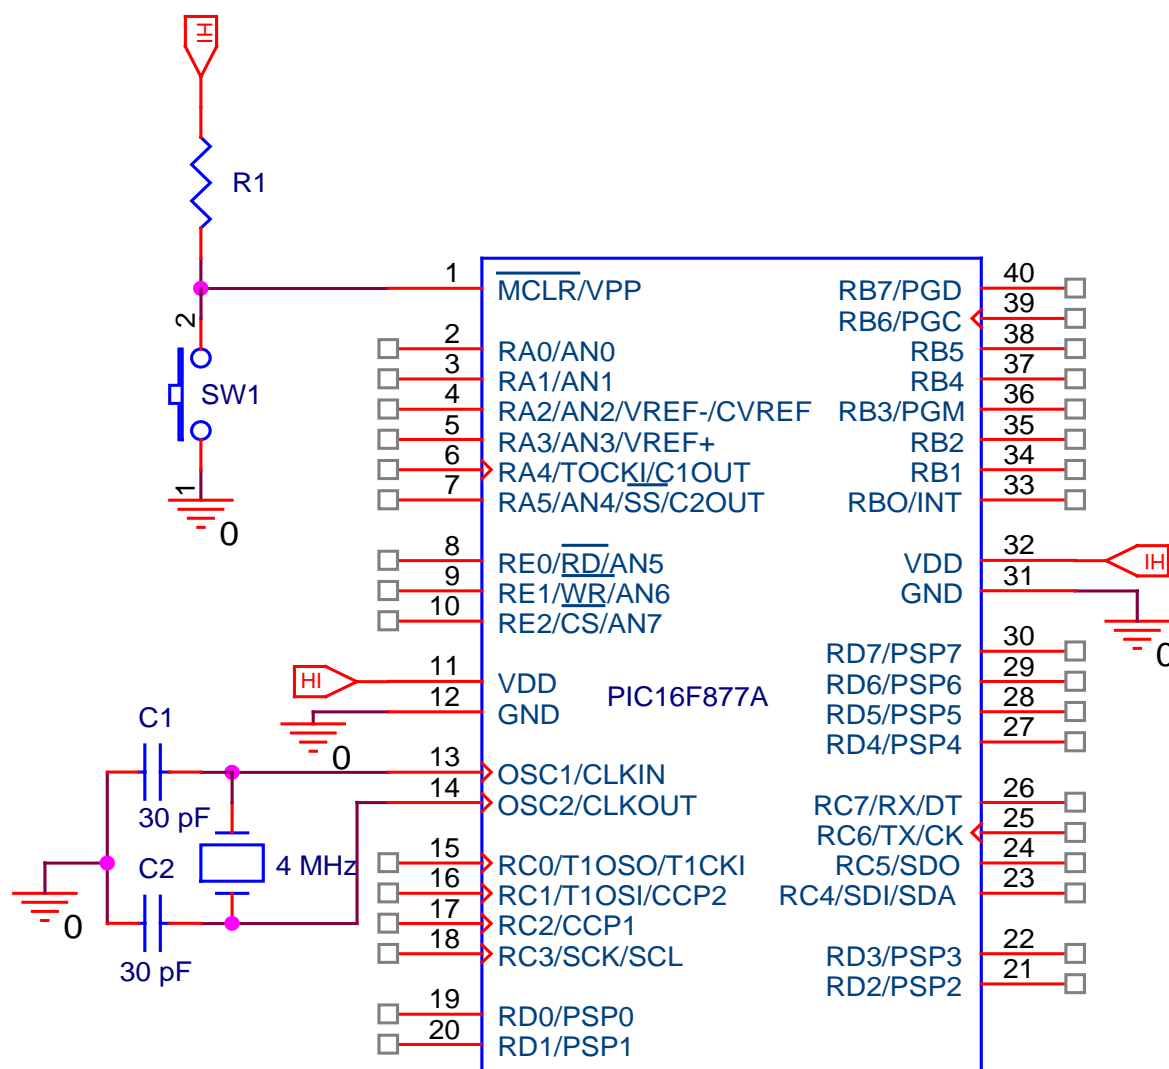 HI
R1
2
SW1
1
0
1 MCLR/VPP
2 RA0/AN0
3 RA1/AN1
4 RA2/AN2/VREF-/CVREF
5 RA3/AN3/VREF+
6 RA4/TOCKI/C1OUT
7 RA5/AN4/SS/C2OUT
8 RE0/RD/AN5
9 RE1/WR/AN6
10 RE2/CS/AN7
HI 11 VDD
12 GND
0
13 OSC1/CLKIN
14 OSC2/CLKOUT
15 RC0/T1OSO/T1CKI
16 RC1/T1OSI/CCP2
17 RC2/CCP1
18 RC3/SCK/SCL
19 RD0/PSP0
20 RD1/PSP1
PIC16F877A
C1
30 pF
C2
30 pF
4 MHz
0
RB7/PGD 40
RB6/PGC 39
RB5 38
RB4 37
RB3/PGM 36
RB2 35
RB1 34
RBO/INT 33
VDD 32 HI
GND 31
0
RD7/PSP7 30
RD6/PSP6 29
RD5/PSP5 28
RD4/PSP4 27
RC7/RX/DT 26
RC6/TX/CK 25
RC5/SDO 24
RC4/SDI/SDA 23
RD3/PSP3 22
RD2/PSP2 21